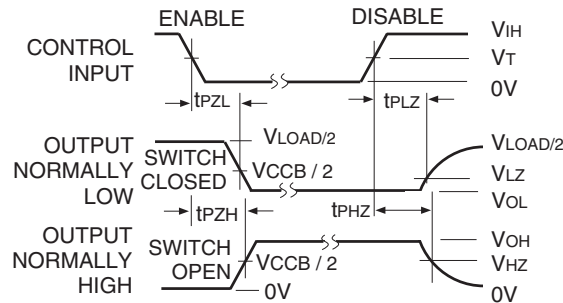 ENABLE
DISABLE
CONTROL
INPUT
VIH
VT
0V
tPZL
tPLZ
OUTPUT
NORMALLY
LOW
SWITCH
CLOSED
VLOAD/2
VCCB / 2
VLOAD/2
VLZ
VOL
tPZH
tPHZ
OUTPUT
NORMALLY
HIGH
SWITCH
OPEN
VCCB / 2
0V
VOH
VHZ
0V